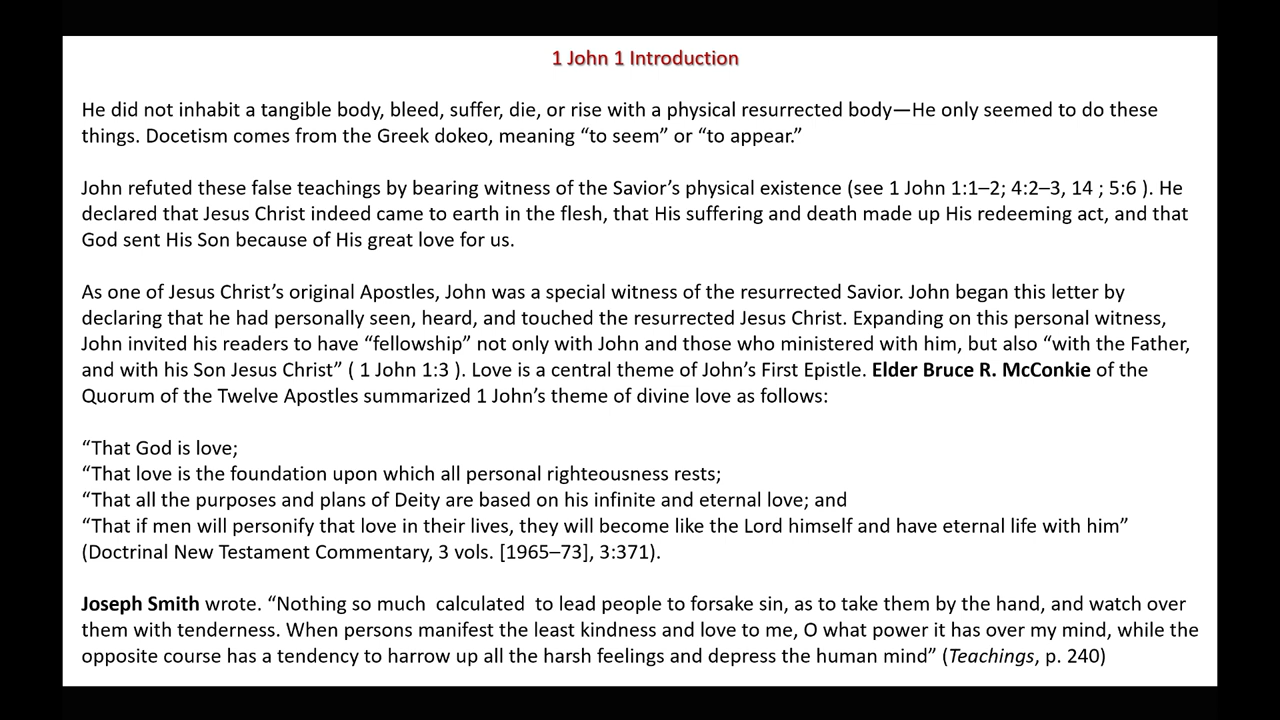 1 John 1 Introduction
He did not inhabit a tangible body, bleed, suffer, die, or rise with a physical resurrected body—He only seemed to do these
things. Docetism comes from the Greek dokeo, meaning “to seem” or “to appear.”
John refuted these false teachings by bearing witness of the Savior’s physical existence (see 1 John 1:1–2; 4:2–3, 14 ; 5:6 ). He
declared that Jesus Christ indeed came to earth in the flesh, that His suffering and death made up His redeeming act, and that
God sent His Son because of His great love for us.
As one of Jesus Christ’s original Apostles, John was a special witness of the resurrected Savior. John began this letter by
declaring that he had personally seen, heard, and touched the resurrected Jesus Christ. Expanding on this personal witness,
John invited his readers to have “fellowship” not only with John and those who ministered with him, but also “with the Father,
and with his Son Jesus Christ” ( 1 John 1:3 ). Love is a central theme of John’s First Epistle. Elder Bruce R. McConkie of the
Quorum of the Twelve Apostles summarized 1 John’s theme of divine love as follows:
“That God is love;
“That love is the foundation upon which all personal righteousness rests;
“That all the purposes and plans of Deity are based on his infinite and eternal love; and
“That if men will personify that love in their lives, they will become like the Lord himself and have eternal life with him”
(Doctrinal New Testament Commentary, 3 vols. [1965–73], 3:371).
Joseph Smith wrote. “Nothing so much  calculated  to lead people to forsake sin, as to take them by the hand, and watch over
them with tenderness. When persons manifest the least kindness and love to me, O what power it has over my mind, while the
opposite course has a tendency to harrow up all the harsh feelings and depress the human mind” (Teachings, p. 240)